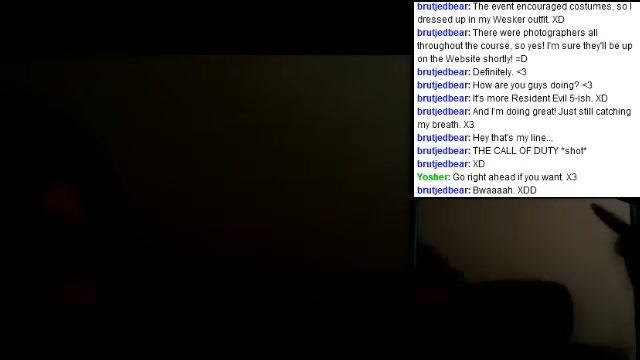 brutjedbear: The event encouraged costumes, so I
dressed up in my Wesker outfit. XD
brutjedbear: There were photographers all
throughout the course, so yes! I'm sure they'll be up
on the Website shortly! =D
brutjedbear: Definitely. <3
brutjedbear: How are you guys doing? <3
brutjedbear: It's more Resident Evil 5-ish. XD
brutjedbear: And I'm doing great! Just still catching
my breath. X3
brutjedbear: Hey that's my line...
brutjedbear: THE CALL OF DUTY *shot*
brutjedbear: XD
Yosher: Go right ahead if you want. X3
brutjedbear: Bwaaaah. XDD